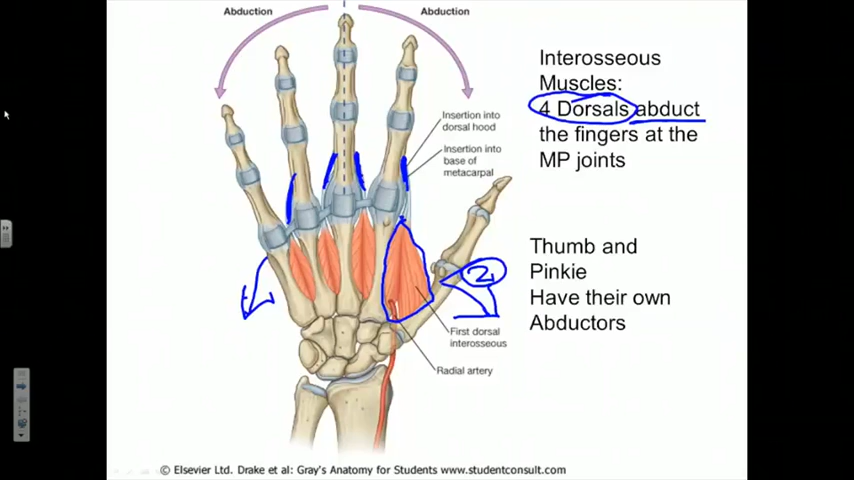 Abduction
Abduction
Interosseous
Muscles:
4 Dorsals abduct
the fingers at the
MP joints
Insertion into
dorsal hood
Insertion into
base of
metacarpal
Thumb and
Pinkie
Have their own
Abductors
2
First dorsal
interosseous
Radial artery
© Elsevier Ltd. Drake et al: Gray's Anatomy for Students www.studentconsult.com